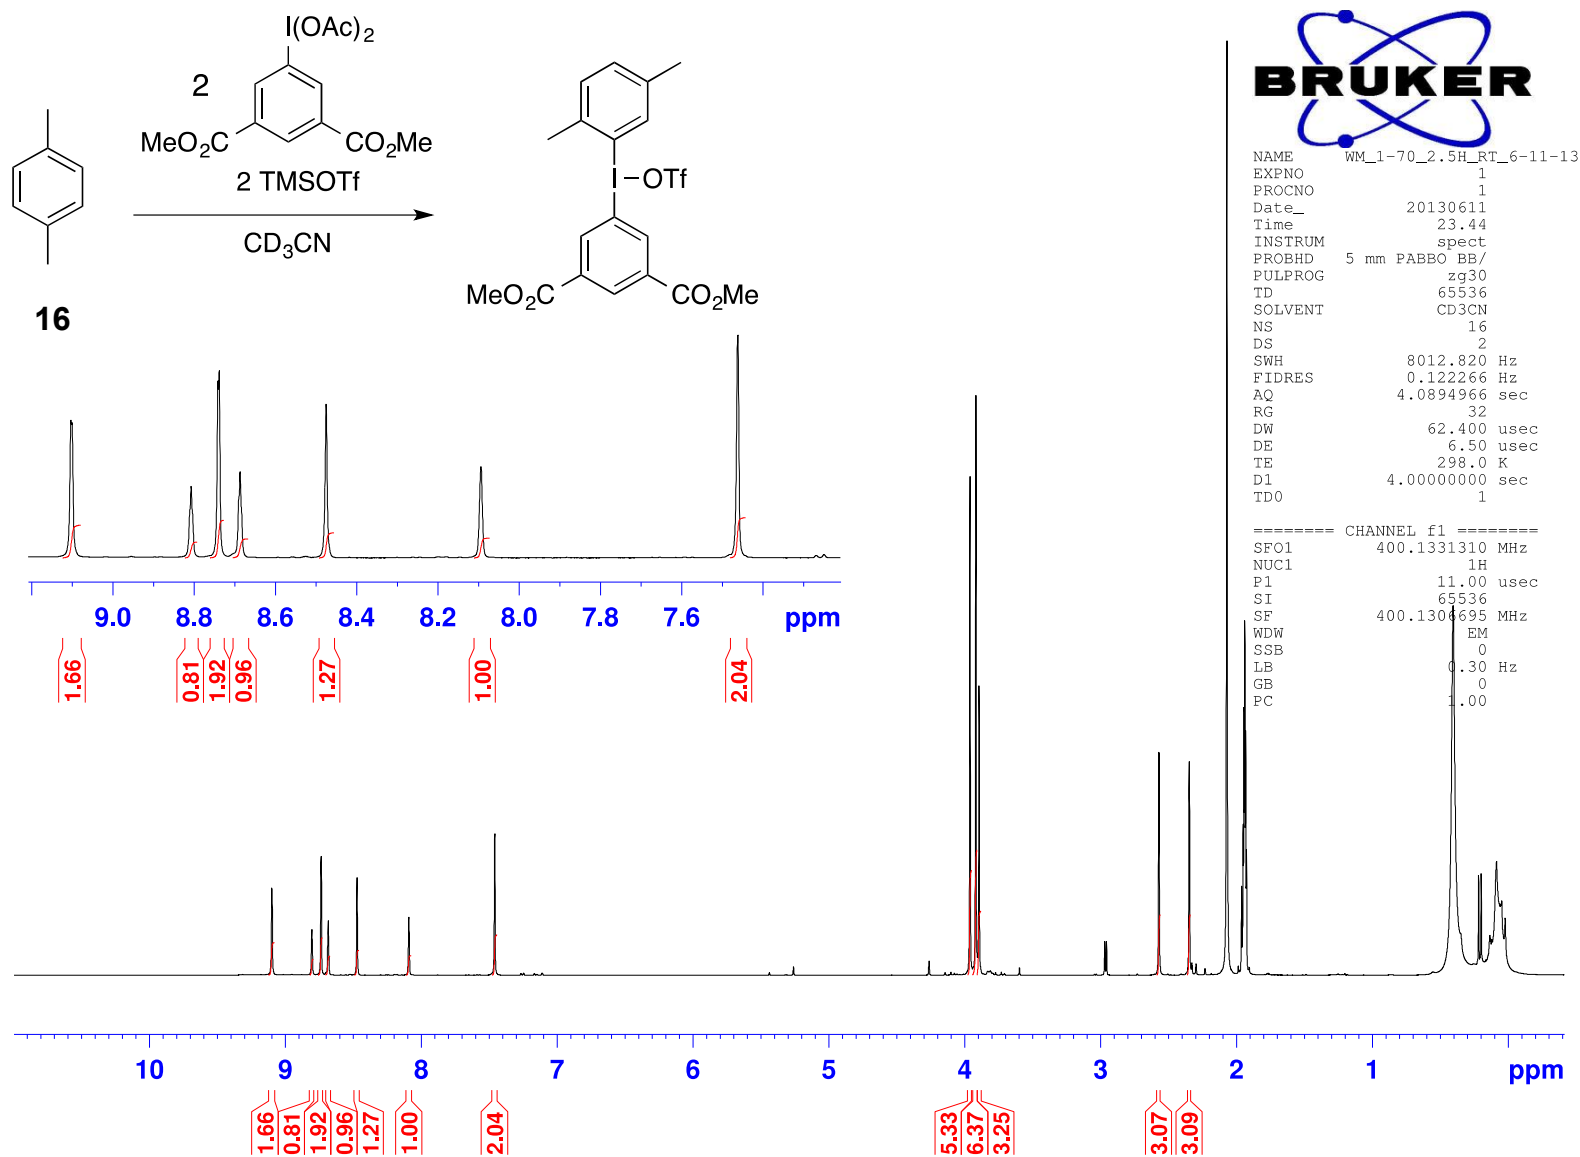 I(OAc)2
2
MeO2C
CO2Me
2 TMSOTf
CD3CN
16
I
OTf
MeO2C
CO2Me
BRUKER
NAME WM_1-70_2.5H_RT_6-11-13
EXPNO 1
PROCNO 1
Date_ 20130611
Time 23.44
INSTRUM spect
PROBHD 5 mm PABBO BB/
PULPROG zg30
TD 65536
SOLVENT CD3CN
NS 16
DS 2
SWH 8012.820 Hz
FIDRES 0.122266 Hz
AQ 4.0894966 sec
RG 32
DW 62.400 usec
DE 6.50 usec
TE 298.0 K
D1 4.00000000 sec
TD0 1
======== CHANNEL f1 ========
SFO1 400.1331310 MHz
NUC1 1H
P1 11.00 usec
SI 65536
SF 400.1306695 MHz
WDW EM
SSB 0
LB 0.30 Hz
GB 0
PC 1.00
9.0 8.8 8.6 8.4 8.2 8.0 7.8 7.6 ppm
1.66 0.81 1.92 0.96 1.27 1.00 2.04
10 9 8 7 6 5 4 3 2 1 ppm
1.66 0.81 1.92 0.96 1.27 1.00 2.04 5.33 6.37 3.25 3.07 3.09